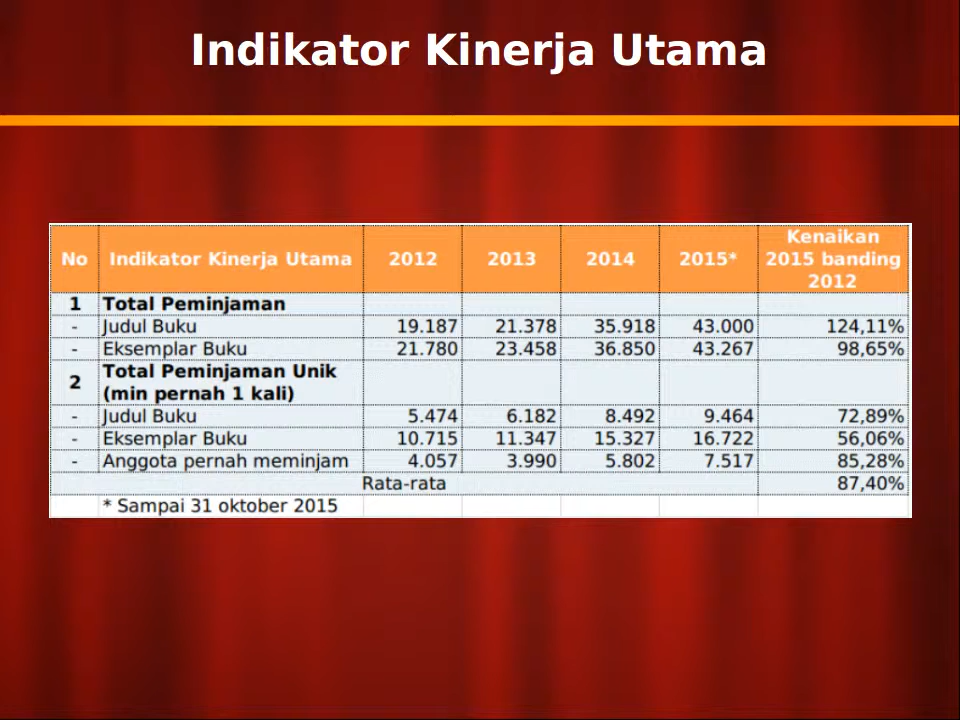 Indikator Kinerja Utama
No Indikator Kinerja Utama 2012 2013 2014 2015* Kenaikan 2015 banding 2012
1 Total Peminjaman
- Judul Buku 19.187 21.378 35.918 43.000 124,11%
- Eksemplar Buku 21.780 23.458 36.850 43.267 98,65%
2 Total Peminjaman Unik
(min pernah 1 kali)
- Judul Buku 5.474 6.182 8.492 9.464 72,89%
- Eksemplar Buku 10.715 11.347 15.327 16.722 56,06%
- Anggota pernah meminjam 4.057 3.990 5.802 7.517 85,28%
Rata-rata 87,40%
* Sampai 31 oktober 2015